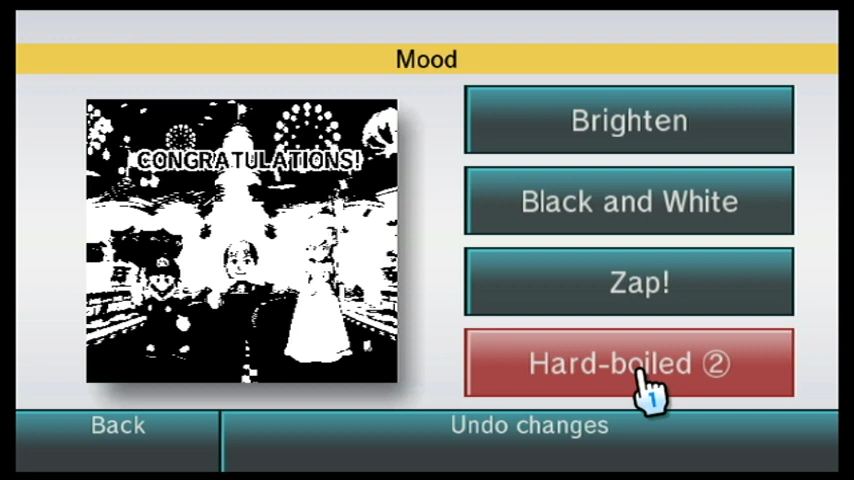 Mood
CONGRATULATIONS!
Brighten
Black and White
Zap!
Hard-boiled ②
1
Back
Undo changes